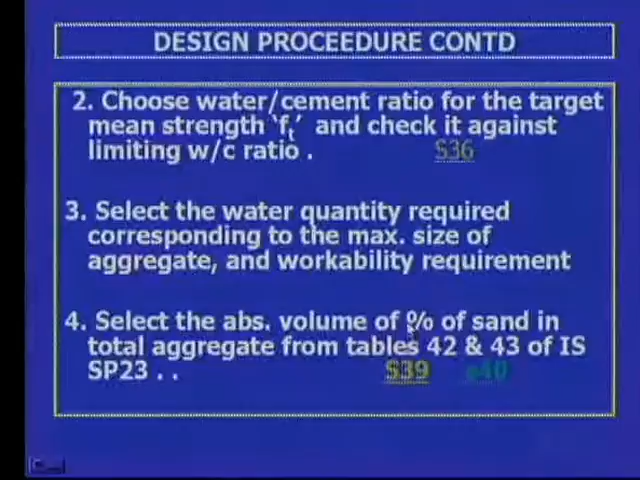 DESIGN PROCEEDURE CONTD
2. Choose water/cement ratio for the target
mean strength 'ft' and check it against
limiting w/c ratio . S36
3. Select the water quantity required
corresponding to the max. size of
aggregate, and workability requirement
4. Select the abs. volume of % of sand in
total aggregate from tables 42 & 43 of IS
SP23 . . S39 s40